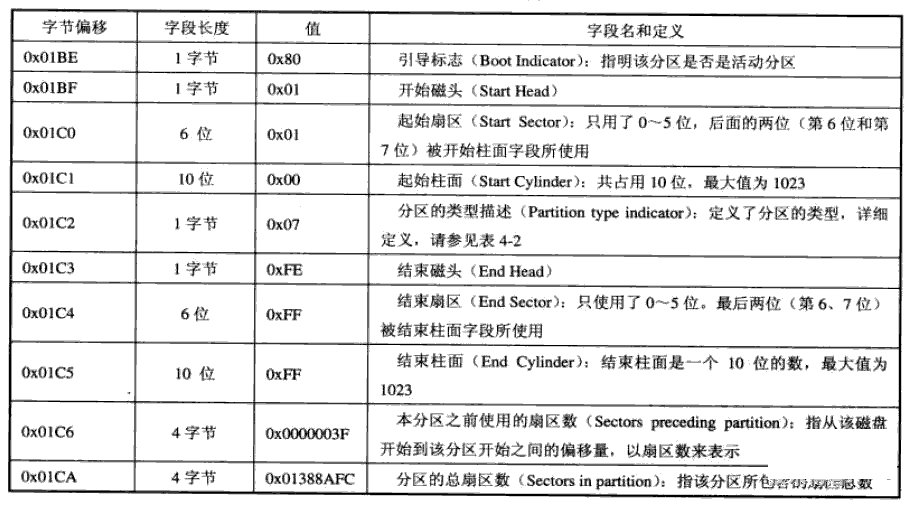 字节偏移 字段长度 值 字段名和定义
0x01BE 1 字节 0x80 引导标志（Boot Indicator）：指明该分区是否是活动分区
0x01BF 1 字节 0x01 开始磁头（Start Head）
0x01C0 6 位 0x01 起始扇区（Start Sector）：只用了 0～5 位，后面的两位（第 6 位和第
7 位）被开始柱面字段所使用
0x01C1 10 位 0x00 起始柱面（Start Cylinder）：共占用 10 位，最大值为 1023
0x01C2 1 字节 0x07 分区的类型描述（Partition type indicator）：定义了分区的类型，详细
定义，请参见表 4-2
0x01C3 1 字节 0xFE 结束磁头（End Head）
0x01C4 6 位 0xFF 结束扇区（End Sector）：只使用了 0～5 位。最后两位（第 6、7 位）
被结束柱面字段所使用
0x01C5 10 位 0xFF 结束柱面（End Cylinder）：结束柱面是一个 10 位的数，最大值为
1023
0x01C6 4 字节 0x0000003F 本分区之前使用的扇区数（Sectors preceding partition）：指从该磁盘
开始到该分区开始之间的偏移量，以扇区数来表示
0x01CA 4 字节 0x01388AFC 分区的总扇区数（Sectors in partition）：指该分区所包含的扇区总数